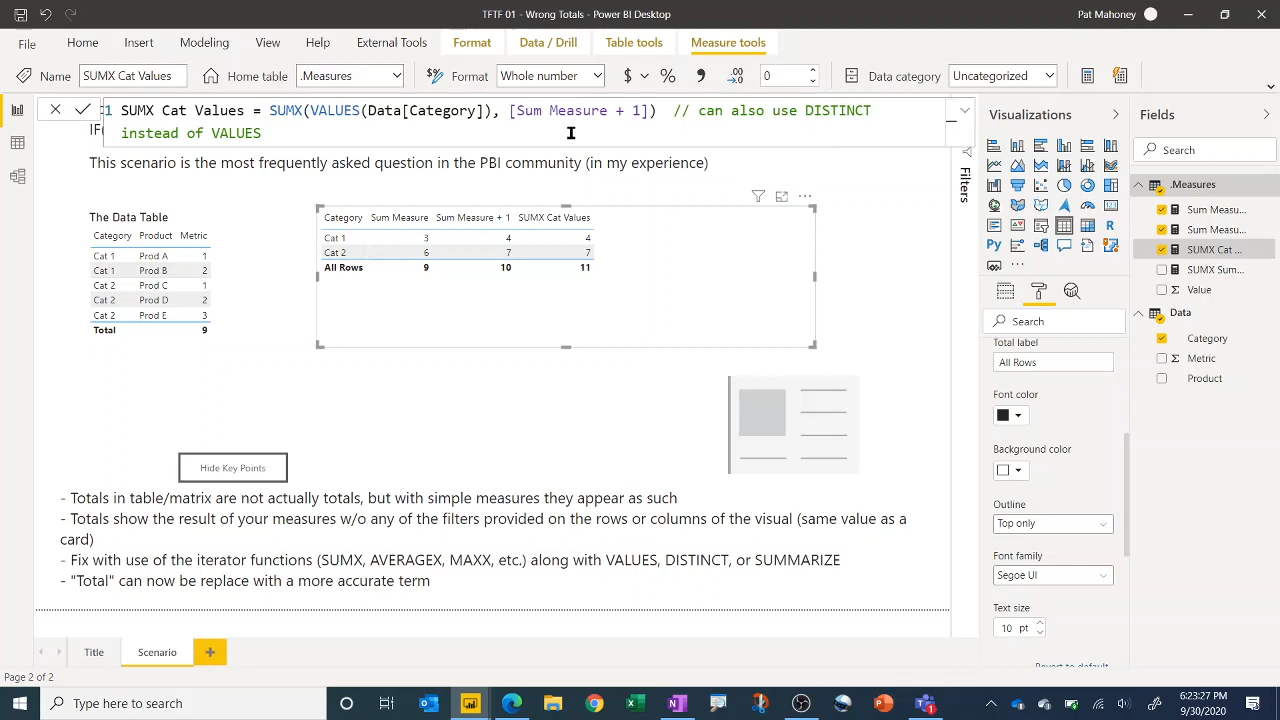 TFTF 01 - Wrong Totals - Power BI Desktop
Pat Mahoney
File
Home
Insert
Modeling
View
Help
External Tools
Format
Data / Drill
Table tools
Measure tools
Name
SUMX Cat Values
Home table
.Measures
Format
Whole number
$
%
0
Data category
Uncategorized
1 SUMX Cat Values = SUMX(VALUES(Data[Category]), [Sum Measure + 1])  // can also use DISTINCT
instead of VALUES
This scenario is the most frequently asked question in the PBI community (in my experience)
The Data Table
Category Product Metric
Cat 1 Prod A 1
Cat 1 Prod B 2
Cat 2 Prod C 1
Cat 2 Prod D 2
Cat 2 Prod E 3
Total 9
Category Sum Measure Sum Measure + 1 SUMX Cat Values
Cat 1 3 4 4
Cat 2 6 7 7
All Rows 9 10 11
Hide Key Points
- Totals in table/matrix are not actually totals, but with simple measures they appear as such
- Totals show the result of your measures w/o any of the filters provided on the rows or columns of the visual (same value as a
card)
- Fix with use of the iterator functions (SUMX, AVERAGEX, MAXX, etc.) along with VALUES, DISTINCT, or SUMMARIZE
- "Total" can now be replace with a more accurate term
Filters
Visualizations
Search
Total label
All Rows
Font color
Background color
Outline
Top only
Font family
Segoe UI
Text size
10 pt
Revert to default
Fields
Search
.Measures
Sum Measu...
Sum Measu...
SUMX Cat ...
SUMX Sum...
Value
Data
Category
Metric
Product
Title
Scenario
Page 2 of 2
Type here to search
6:23:27 PM
9/30/2020